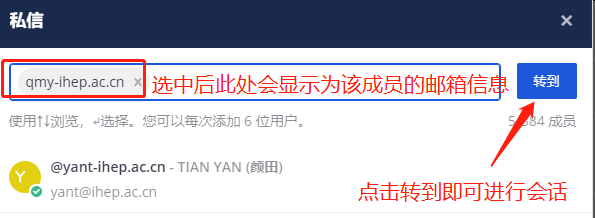 私信 ×
qmy-ihep.ac.cn × 选中后此处会显示为该成员的邮箱信息 转到
使用↑↓浏览，↵选择。您可以每次添加 6 位用户。 成员
@yant-ihep.ac.cn - TIAN YAN (颜田)
Y yant@ihep.ac.cn
点击转到即可进行会话